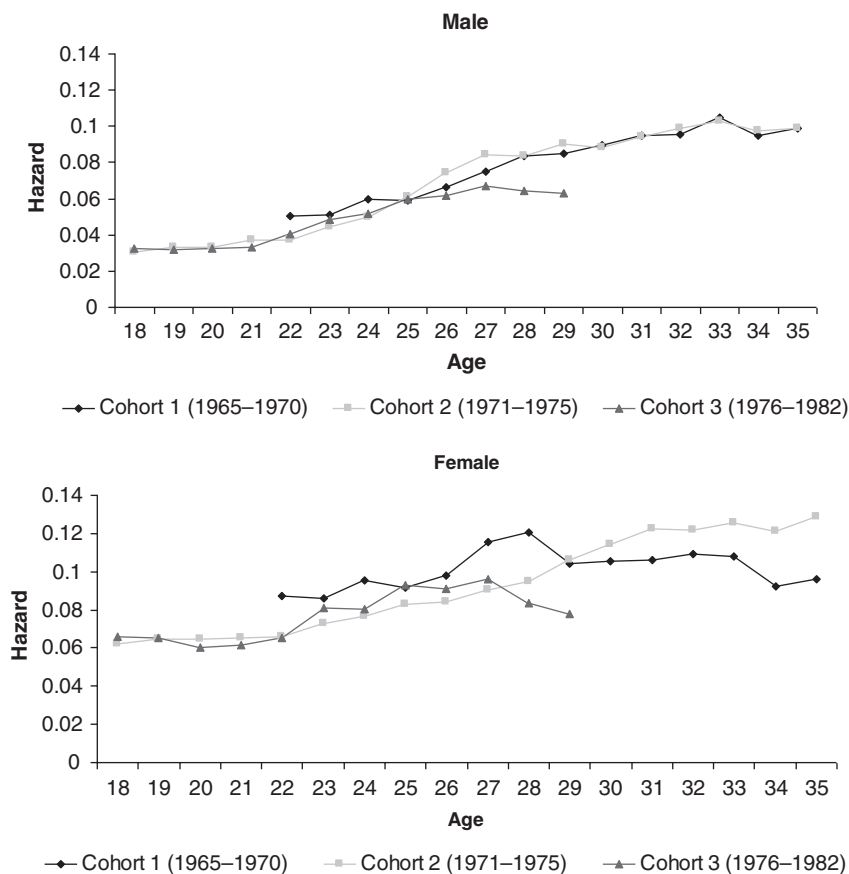 Male
0.14
0.12
0.1
0.08
0.06
0.04
0.02
0
Hazard
18 19 20 21 22 23 24 25 26 27 28 29 30 31 32 33 34 35
Age
Cohort 1 (1965–1970) Cohort 2 (1971–1975) Cohort 3 (1976–1982)
Female
0.14
0.12
0.1
0.08
0.06
0.04
0.02
0
Hazard
18 19 20 21 22 23 24 25 26 27 28 29 30 31 32 33 34 35
Age
Cohort 1 (1965–1970) Cohort 2 (1971–1975) Cohort 3 (1976–1982)